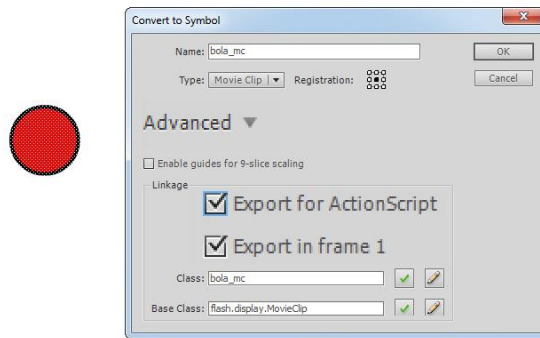 Convert to Symbol
Name: bola_mc
OK
Type: Movie Clip
Registration:
Cancel
Advanced
Enable guides for 9-slice scaling
Linkage
Export for ActionScript
Export in frame 1
Class: bola_mc
Base Class: flash.display.MovieClip